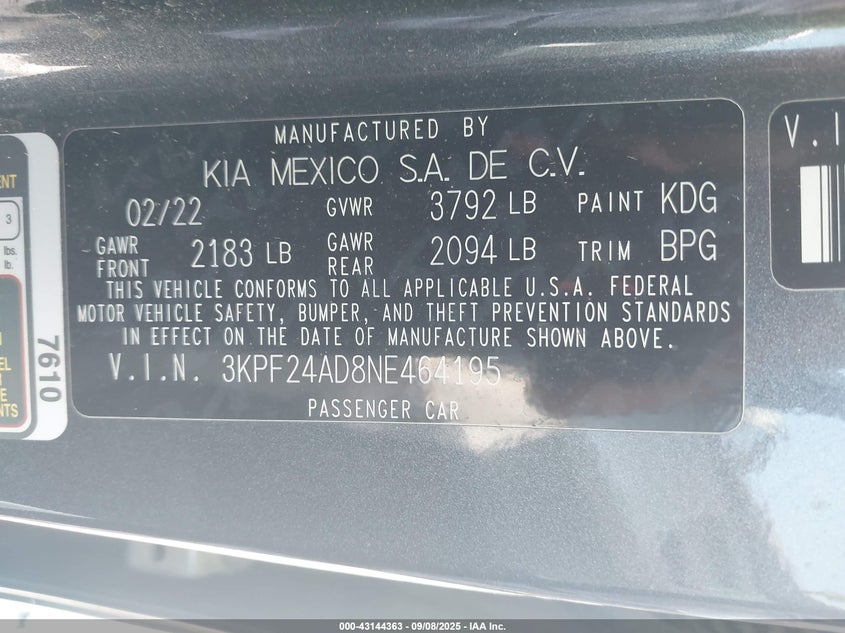 MANUFACTURED BY
KIA MEXICO S.A. DE C.V.
02/22 GVWR 3792 LB PAINT KDG
GAWR FRONT 2183 LB GAWR REAR 2094 LB TRIM BPG
THIS VEHICLE CONFORMS TO ALL APPLICABLE U.S.A. FEDERAL
MOTOR VEHICLE SAFETY, BUMPER, AND THEFT PREVENTION STANDARDS
IN EFFECT ON THE DATE OF MANUFACTURE SHOWN ABOVE.
V.I.N. 3KPF24AD8NE464195
PASSENGER CAR
3
lbs.
lb.
7610
V.I
000-43144363 - 09/08/2025 - IAA Inc.